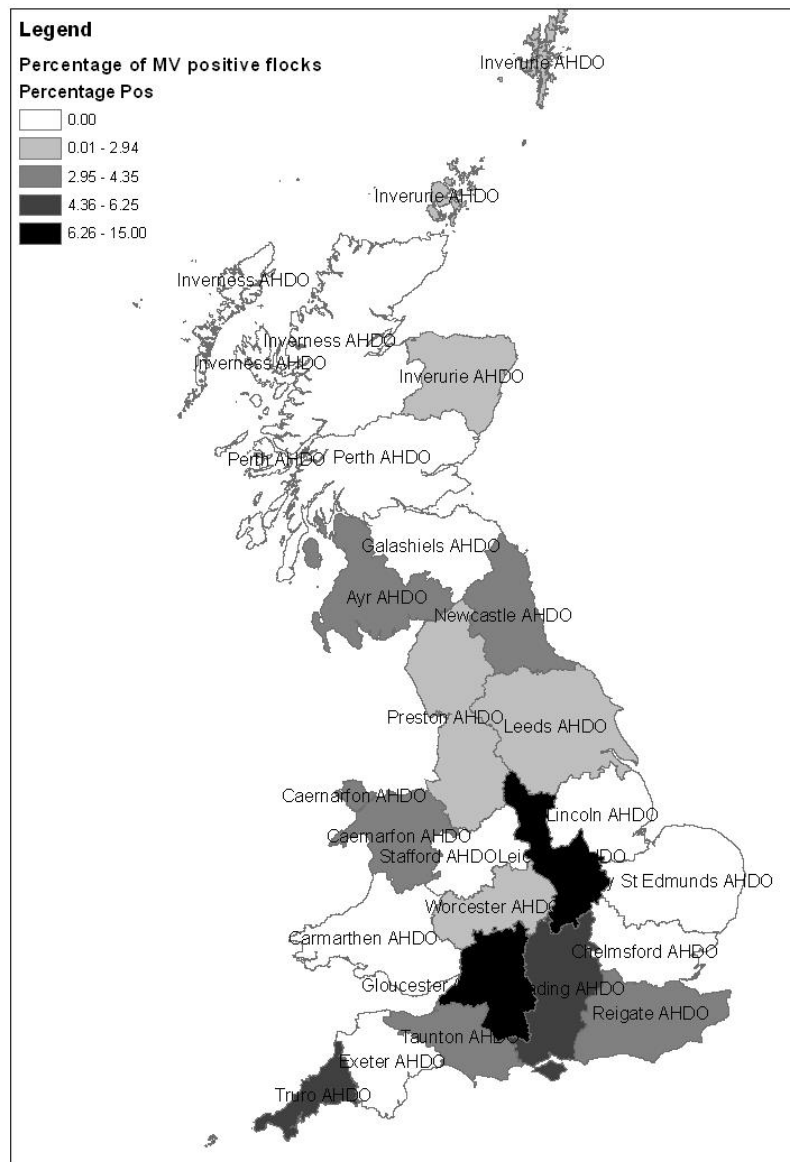 Legend
Percentage of MV positive flocks
Percentage Pos
0.00
0.01 - 2.94
2.95 - 4.35
4.36 - 6.25
6.26 - 15.00
Inverurie AHDO
Inverurie AHDO
Inverness AHDO
Inverness AHDO
Inverness AHDO
Inverurie AHDO
Perth AHDO
Perth AHDO
Galashiels AHDO
Ayr AHDO
Newcastle AHDO
Preston AHDO
Leeds AHDO
Caernarfon AHDO
Lincoln AHDO
Caernarfon AHDO
Stafford AHDO
St Edmunds AHDO
Worcester AHDO
Carmarthen AHDO
Chelmsford AHDO
Gloucester
AHDO
Reigate AHDO
Taunton AHDO
Exeter AHDO
Truro AHDO